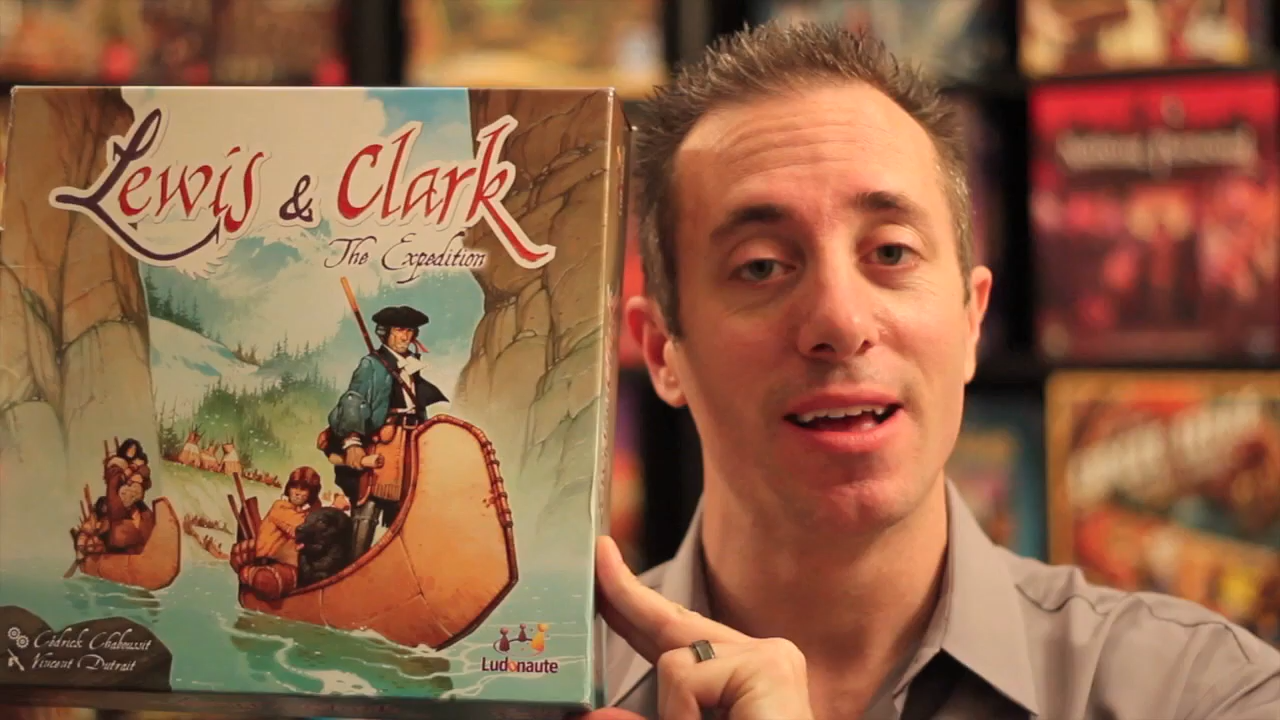 Lewis & Clark
The Expedition
Cédrick Chaboussit
Vincent Dutrait
Ludonaute